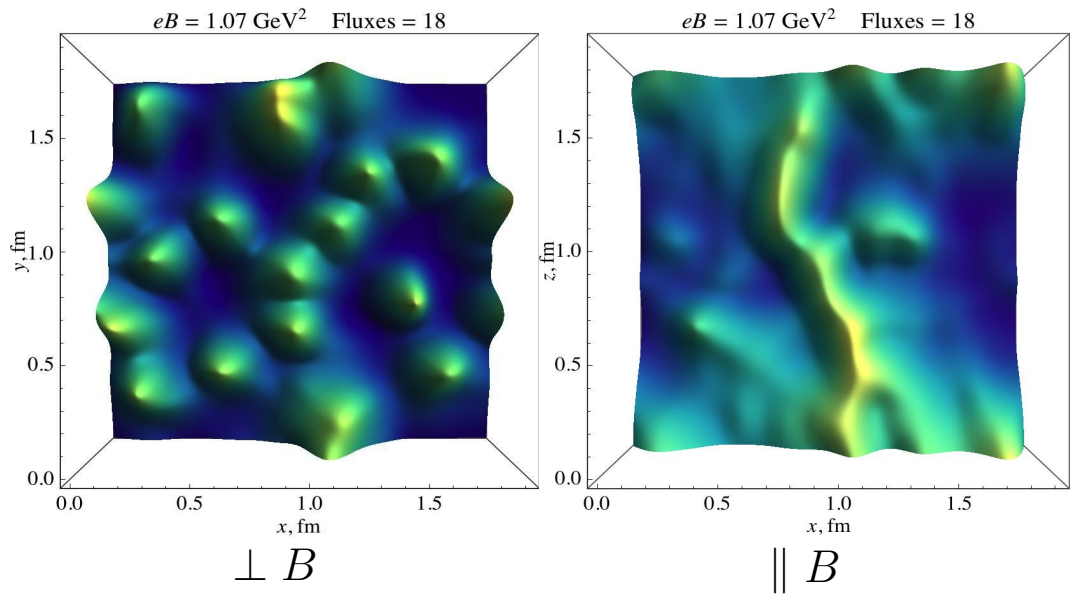 eB = 1.07 GeV² Fluxes = 18
y, fm
1.5
1.0
0.5
0.0
0.0 0.5 1.0 1.5
x, fm
⊥ B
eB = 1.07 GeV² Fluxes = 18
z, fm
1.5
1.0
0.5
0.0
0.0 0.5 1.0 1.5
x, fm
∥ B